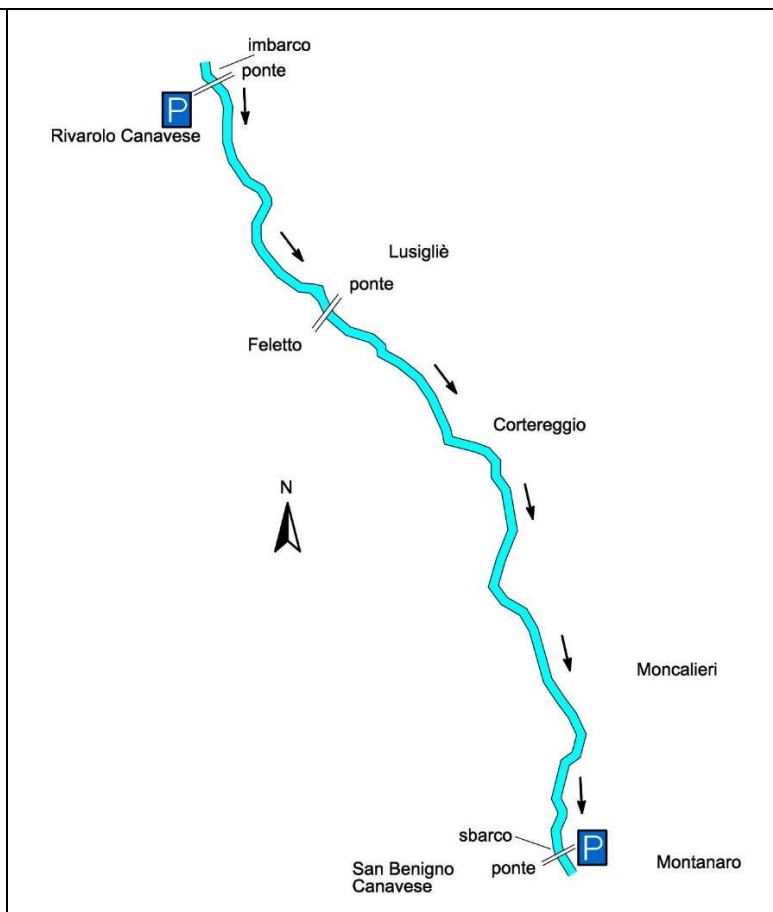 imbarco
ponte
P
Rivarolo Canavese
Lusigliè
ponte
Feletto
Cortereggio
N
Moncalieri
sbarco
P
ponte
San Benigno
Canavese
Montanaro